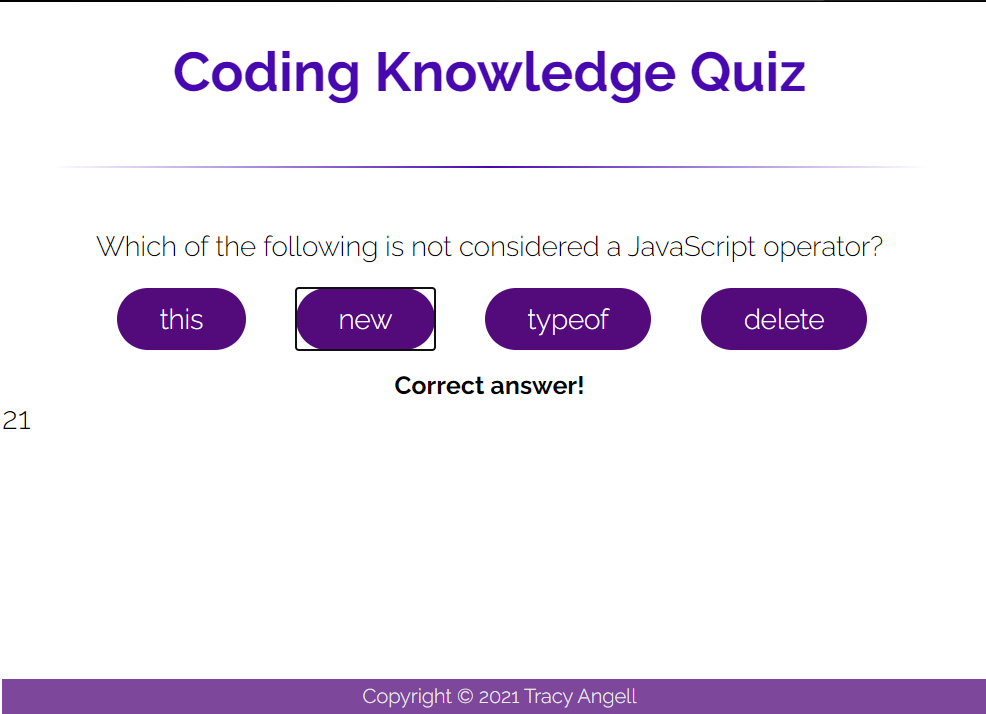 Coding Knowledge Quiz
Which of the following is not considered a JavaScript operator?
this new typeof delete
Correct answer!
21
Copyright © 2021 Tracy Angell